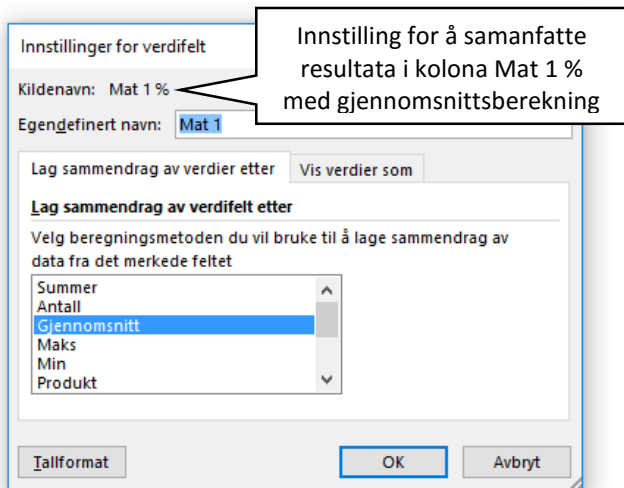 Innstillinger for verdifelt
Innstilling for å samanfatte
resultata i kolona Mat 1 %
med gjennomsnittsberekning
Kildenavn: Mat 1 %
Egendefinert navn: Mat 1
Lag sammendrag av verdier etter Vis verdier som
Lag sammendrag av verdifelt etter
Velg beregningsmetoden du vil bruke til å lage sammendrag av
data fra det merkede feltet
Summer
Antall
Gjennomsnitt
Maks
Min
Produkt
Tallformat OK Avbryt